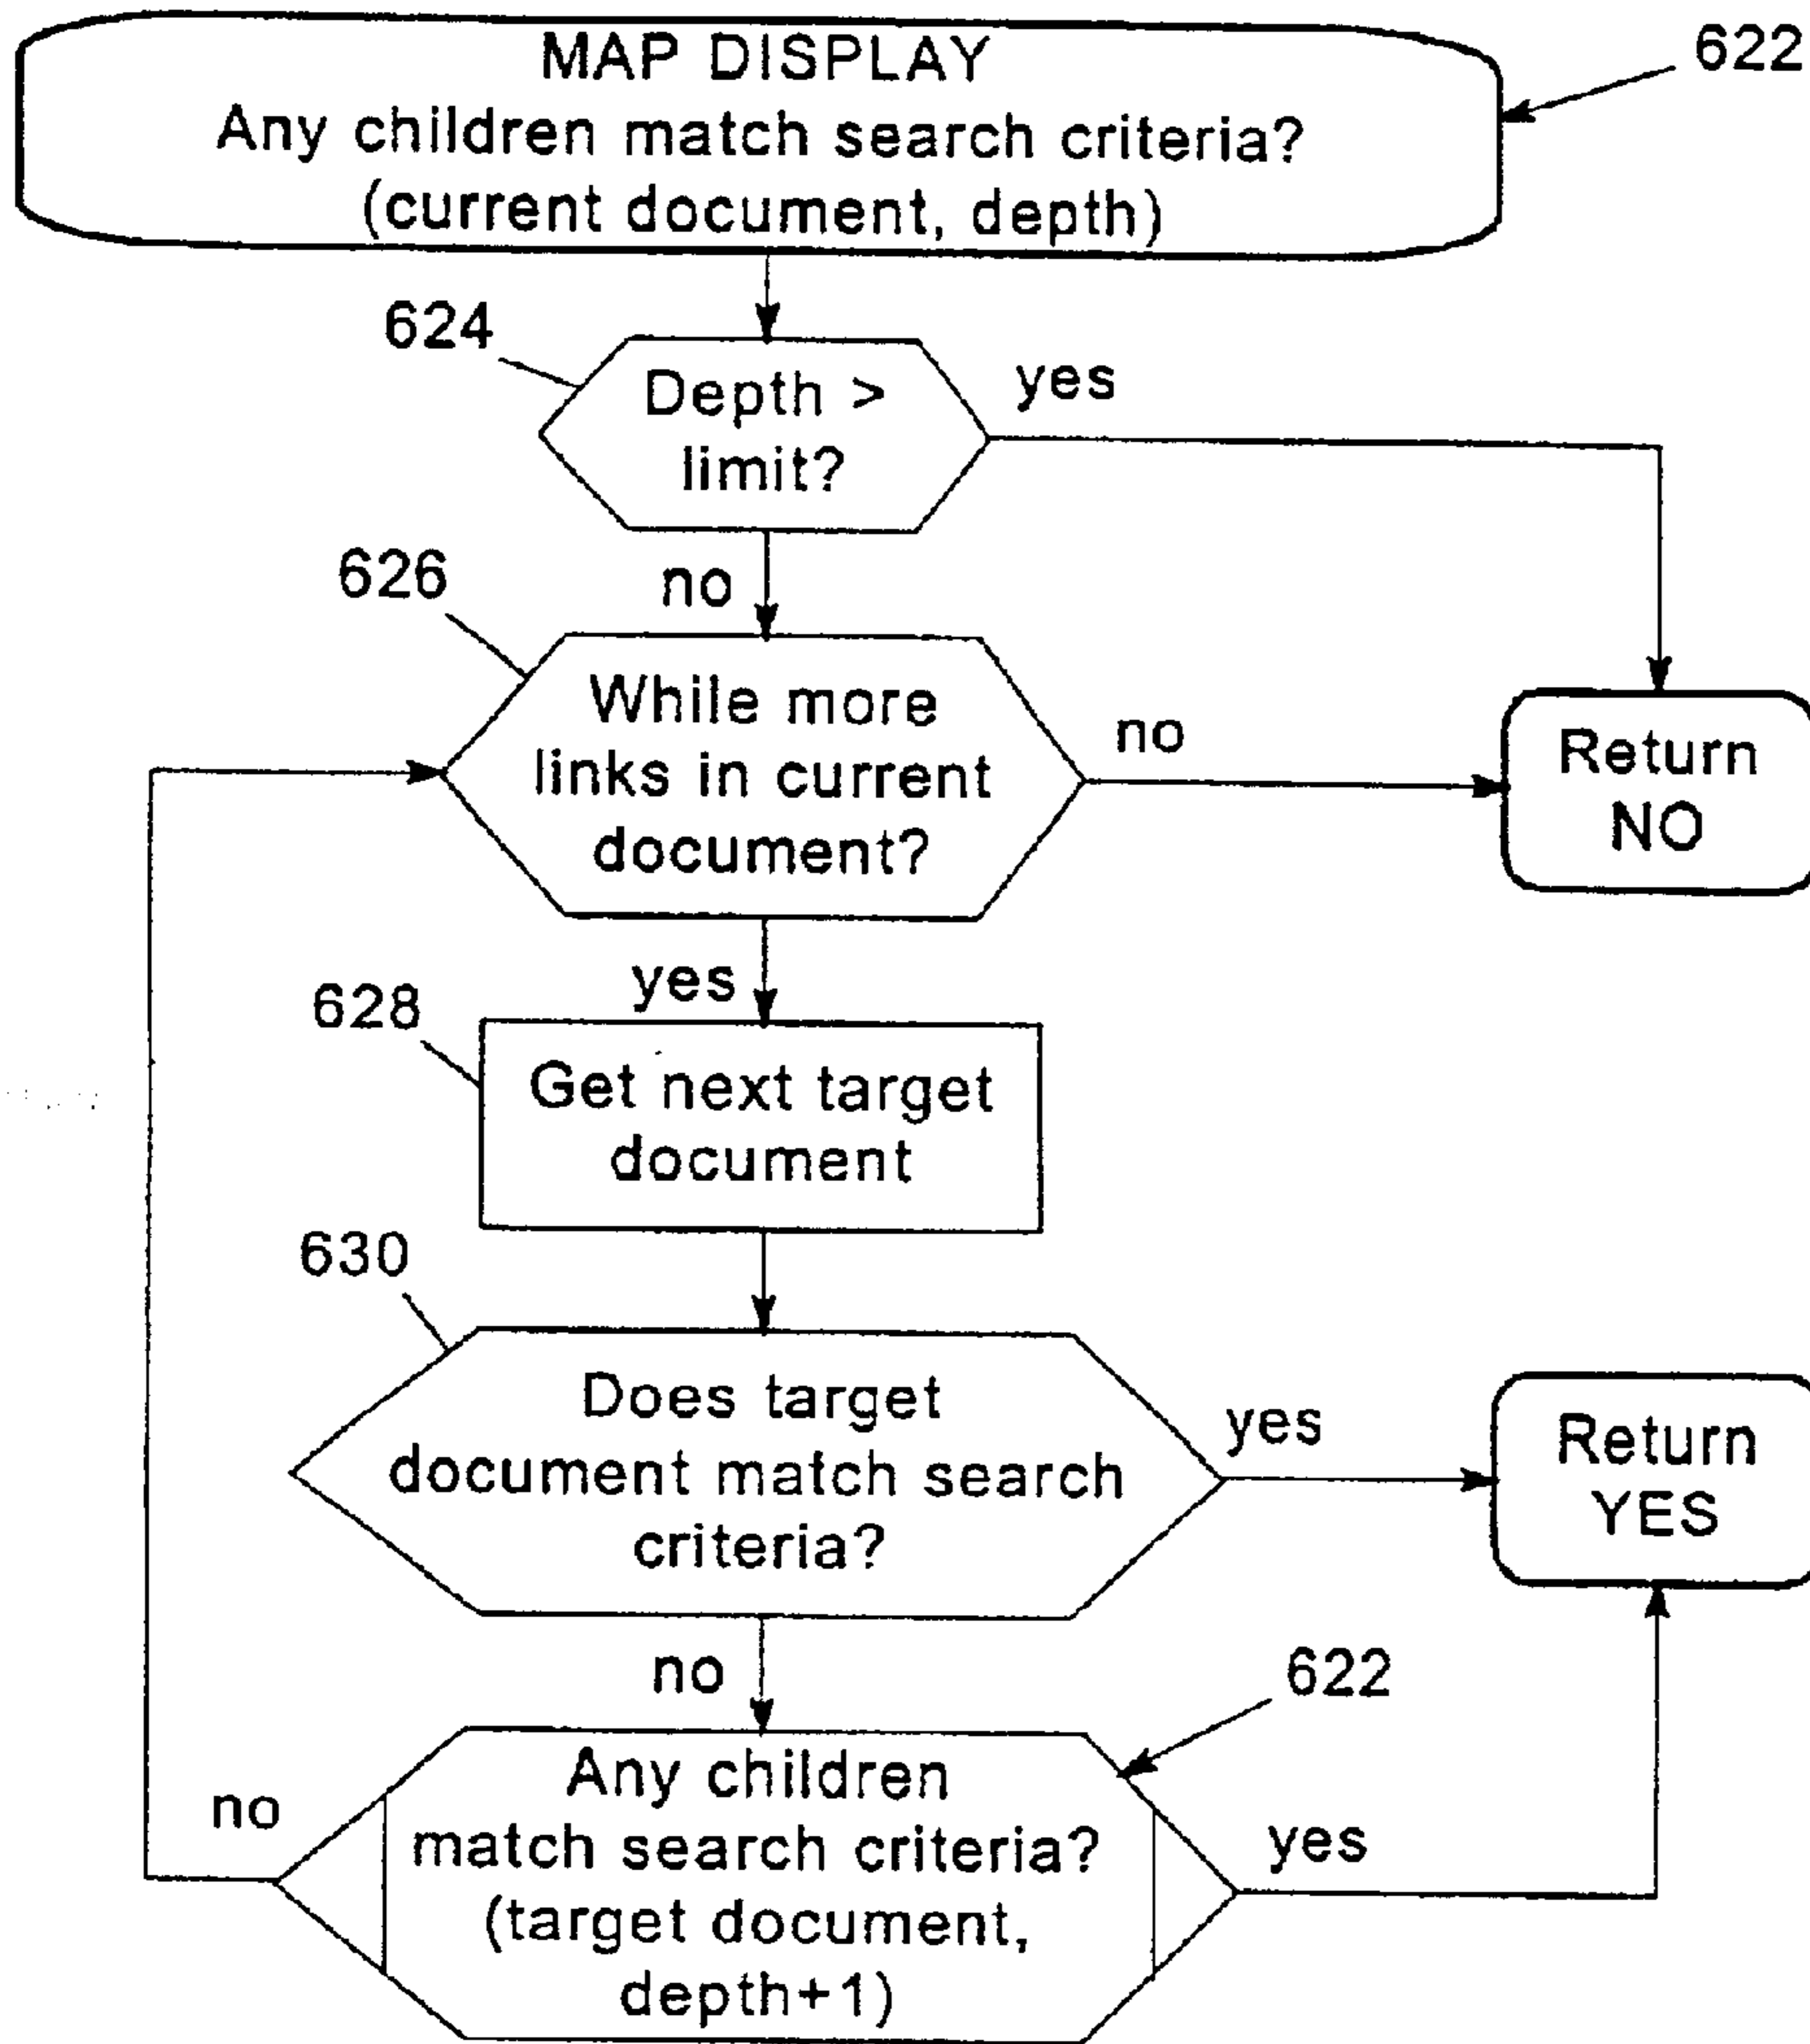 MAP DISPLAY
Any children match search criteria?
(current document, depth)
622
624
Depth >
limit?
yes
no
626
While more
links in current
document?
no
Return
NO
yes
628
Get next target
document
630
Does target
document match search
criteria?
yes
Return
YES
no
622
Any children
match search criteria?
(target document,
depth+1)
no
yes